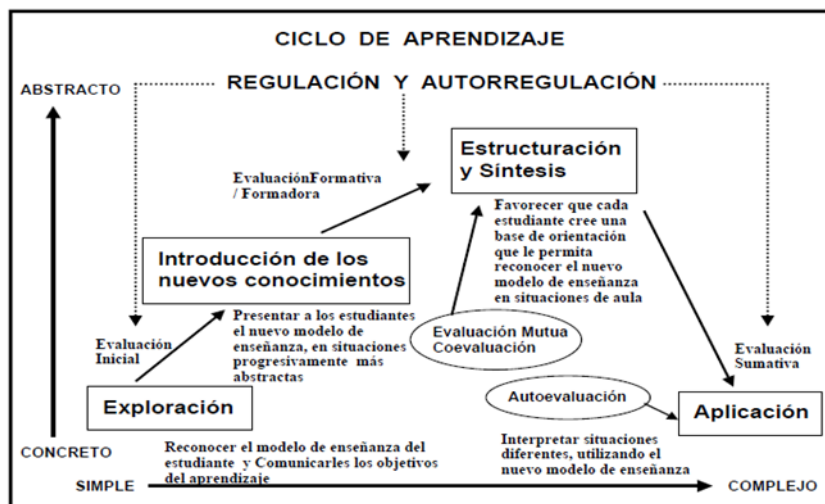 CICLO DE APRENDIZAJE
REGULACIÓN Y AUTORREGULACIÓN
ABSTRACTO
Estructuración
y Síntesis
EvaluaciónFormativa
/ Formadora
Favorecer que cada
estudiante cree una
base de orientación
que le permita
reconocer el nuevo
modelo de enseñanza
en situaciones de aula
Introducción de los
nuevos conocimientos
Presentar a los estudiantes
el nuevo modelo de
enseñanza, en situaciones
progresivamente más
abstractas
Evaluación Mutua
Coevaluación
Evaluación
Inicial
Evaluación
Sumativa
Exploración
Autoevaluación
Aplicación
CONCRETO
Reconocer el modelo de enseñanza del
estudiante y Comunicarles los objetivos
del aprendizaje
Interpretar situaciones
diferentes, utilizando el
nuevo modelo de enseñanza
SIMPLE
COMPLEJO